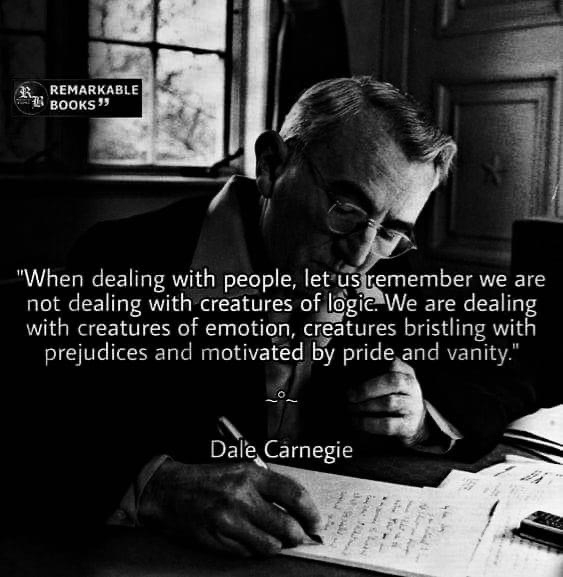 REMARKABLE
BOOKS”
"When dealing with people, let us remember we are
not dealing with creatures of logic. We are dealing
with creatures of emotion, creatures bristling with
prejudices and motivated by pride and vanity."
~°~
Dale Carnegie